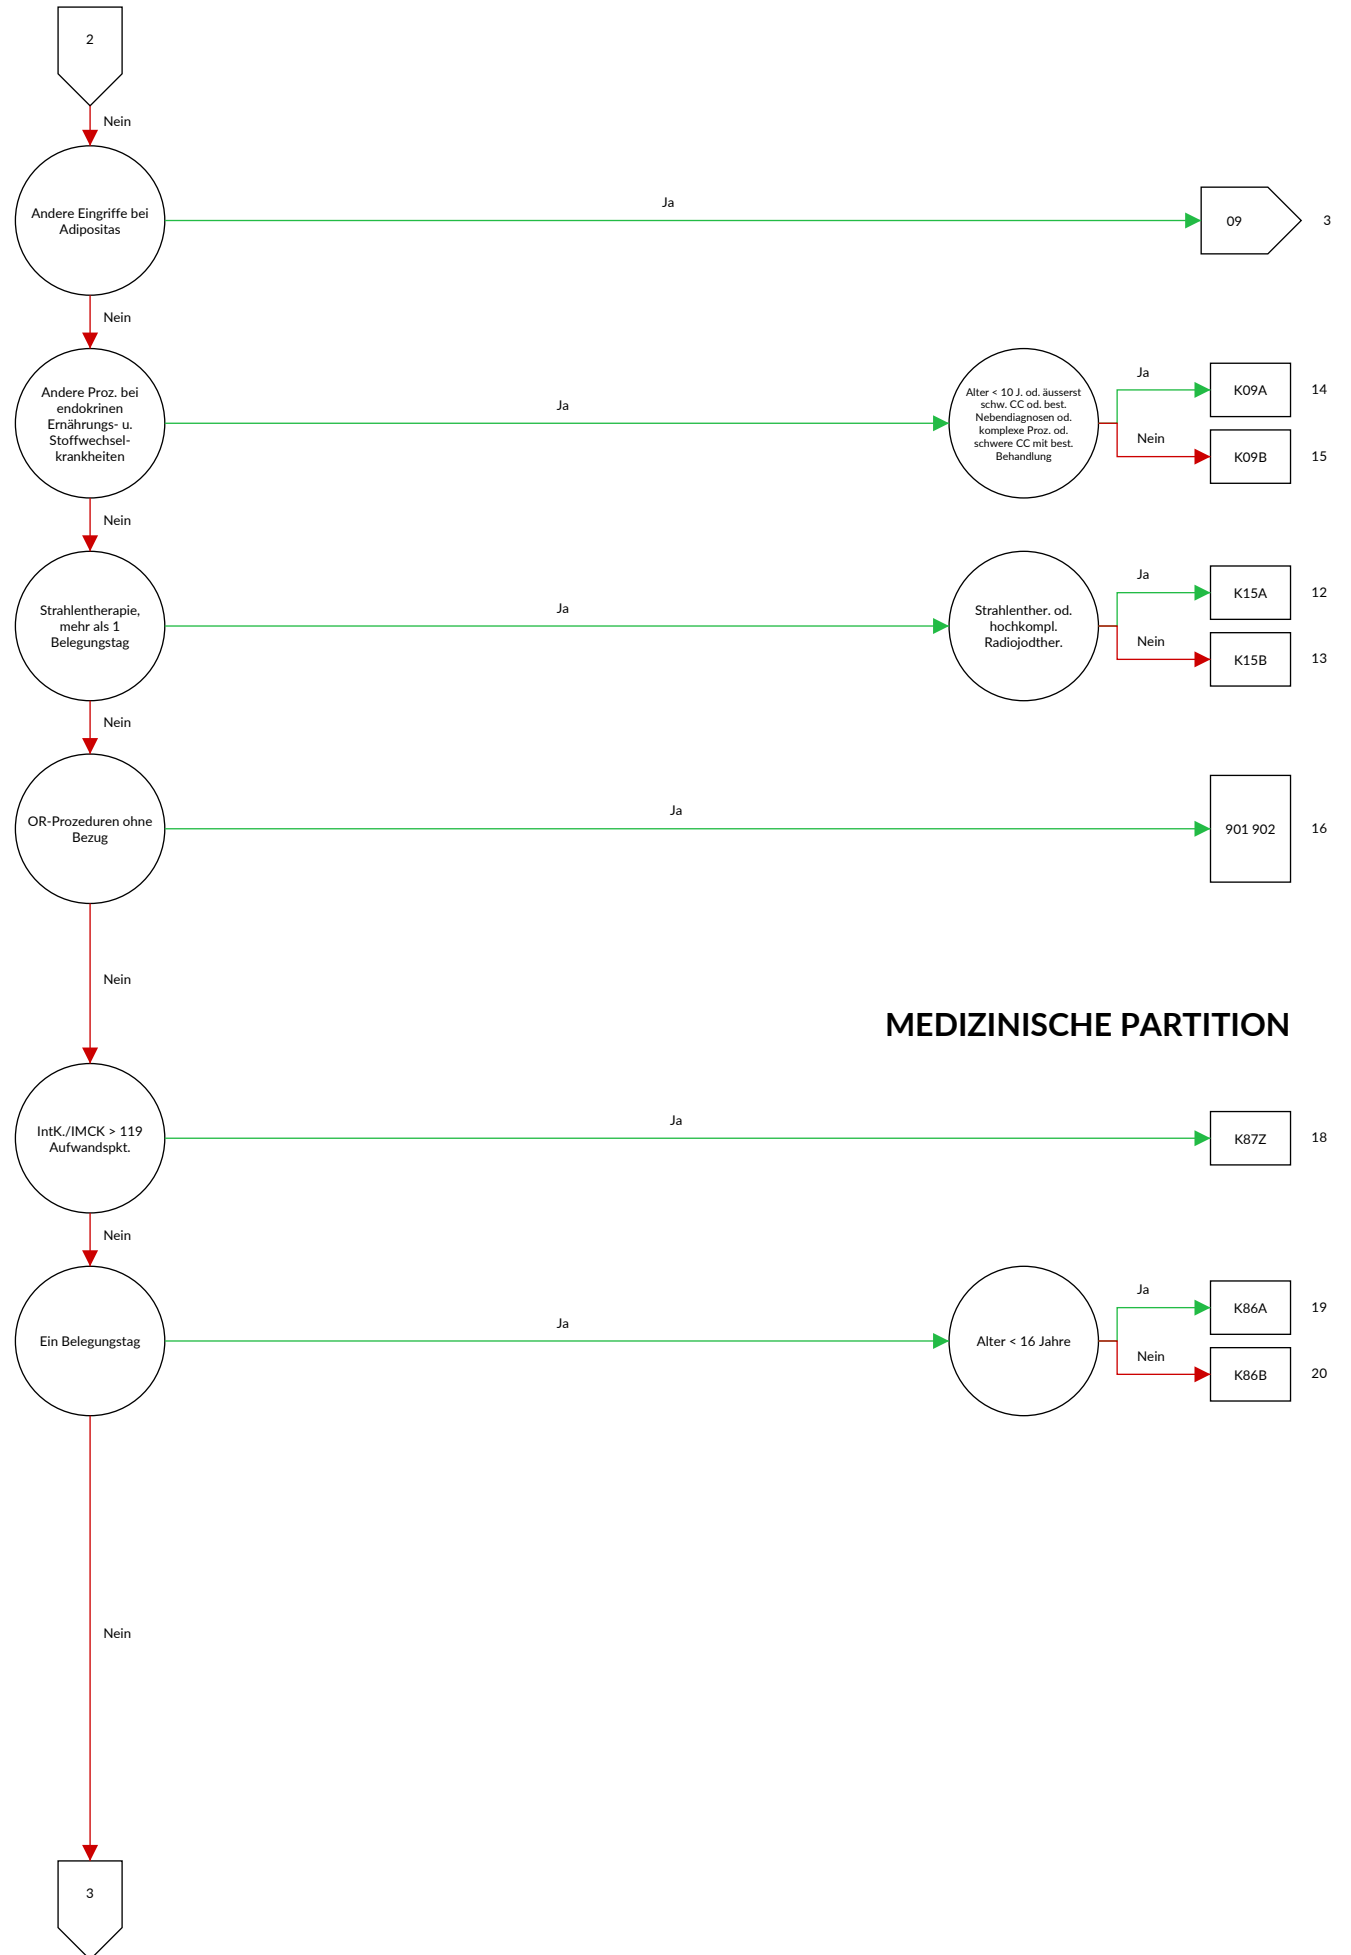 2
Nein
Andere Eingriffe bei
Adipositas
Ja
09
3
Nein
Andere Proz. bei
endokrinen
Ernährungs- u.
Stoffwechsel-
krankheiten
Ja
Alter < 10 J. od. äusserst
schw. CC od. best.
Nebendiagnosen od.
komplexe Proz. od.
schwere CC mit best.
Behandlung
Ja
K09A
14
Nein
K09B
15
Nein
Strahlentherapie,
mehr als 1
Belegungstag
Ja
Strahlenther. od.
hochkompl.
Radiojodther.
Ja
K15A
12
Nein
K15B
13
Nein
OR-Prozeduren ohne
Bezug
Ja
901 902
16
Nein
MEDIZINISCHE PARTITION
IntK./IMCK > 119
Aufwandspkt.
Ja
K87Z
18
Nein
Ein Belegungstag
Ja
Alter < 16 Jahre
Ja
K86A
19
Nein
K86B
20
Nein
3